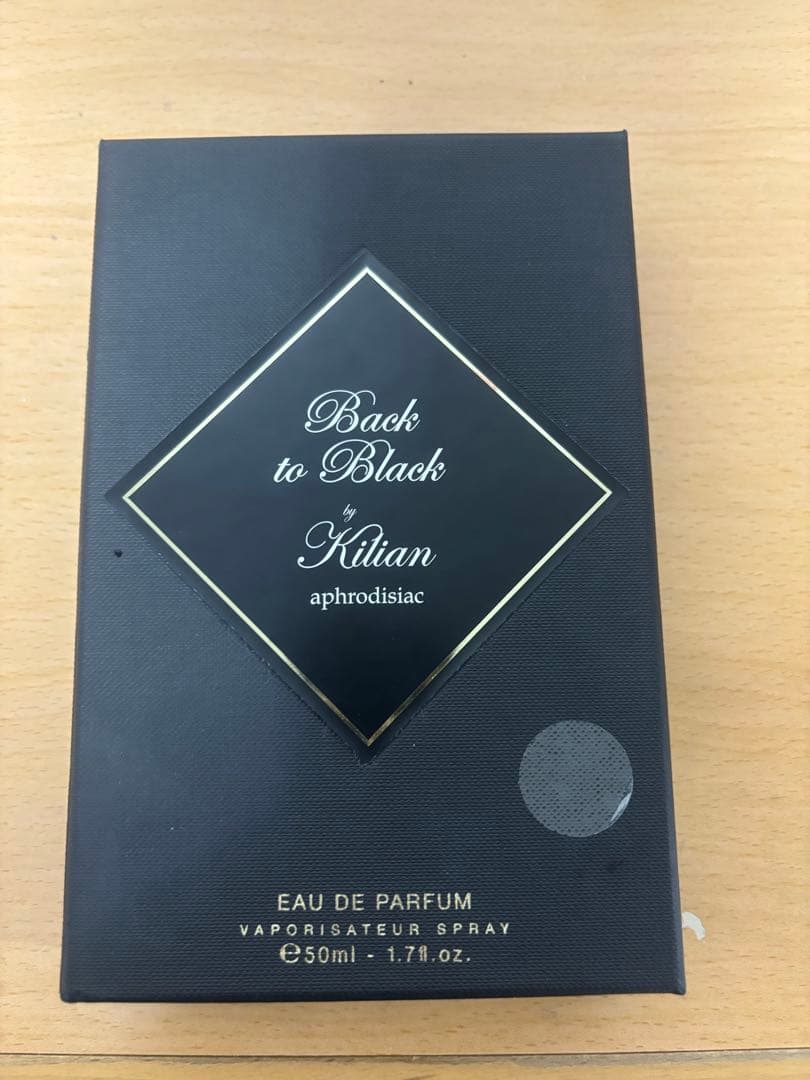 Back
to Black
by
Kilian
aphrodisiac
EAU DE PARFUM
VAPORISATEUR SPRAY
℮50ml - 1.7fl.oz.